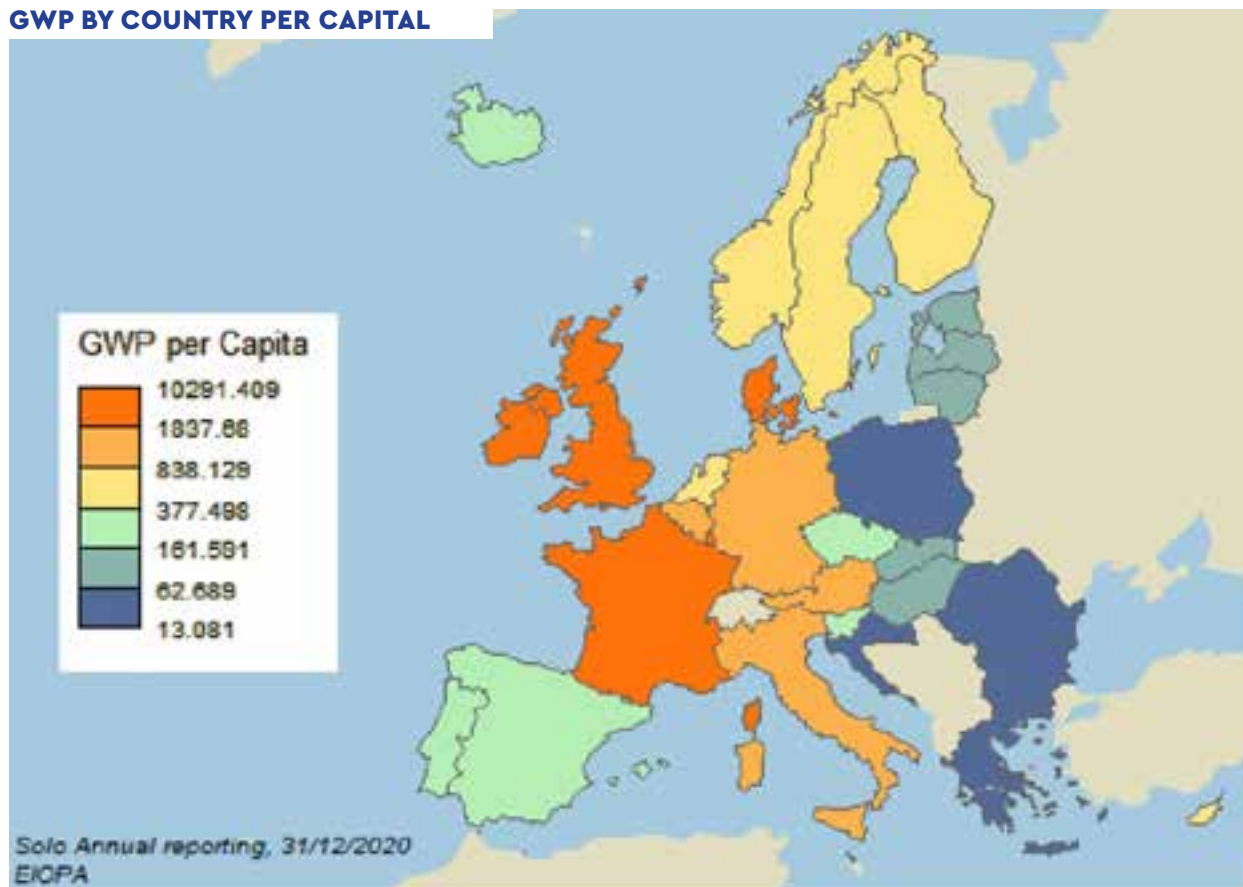 GWP BY COUNTRY PER CAPITAL
GWP per Capita
10291.409
1837.68
838.129
377.498
161.591
62.689
13.081
Solo Annual reporting, 31/12/2020
EIOPA